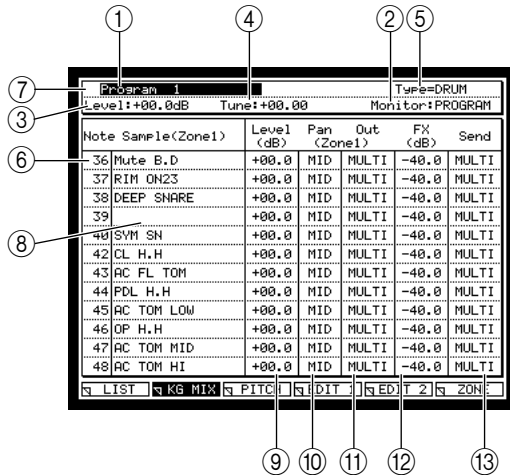 ① ④ ② ⑤
⑦ Program 1 Type=DRUM
③ Level:+00.0dB Tune:+00.00 Monitor:PROGRAM
Note Sample(Zone1) Level (dB) Pan Out (Zone1) FX (dB) Send
⑥ 36 Mute B.D +00.0 MID MULTI -40.0 MULTI
37 RIM ON23 +00.0 MID MULTI -40.0 MULTI
38 DEEP SNARE +00.0 MID MULTI -40.0 MULTI
39 +00.0 MID MULTI -40.0 MULTI
⑧
40 SYM SN +00.0 MID MULTI -40.0 MULTI
42 CL H.H +00.0 MID MULTI -40.0 MULTI
43 AC FL TOM +00.0 MID MULTI -40.0 MULTI
44 PDL H.H +00.0 MID MULTI -40.0 MULTI
45 AC TOM LOW +00.0 MID MULTI -40.0 MULTI
46 OP H.H +00.0 MID MULTI -40.0 MULTI
47 AC TOM MID +00.0 MID MULTI -40.0 MULTI
48 AC TOM HI +00.0 MID MULTI -40.0 MULTI
LIST KG MIX PITCH EDIT 1 EDIT 2 ZONE
⑨ ⑩ ⑪ ⑫ ⑬